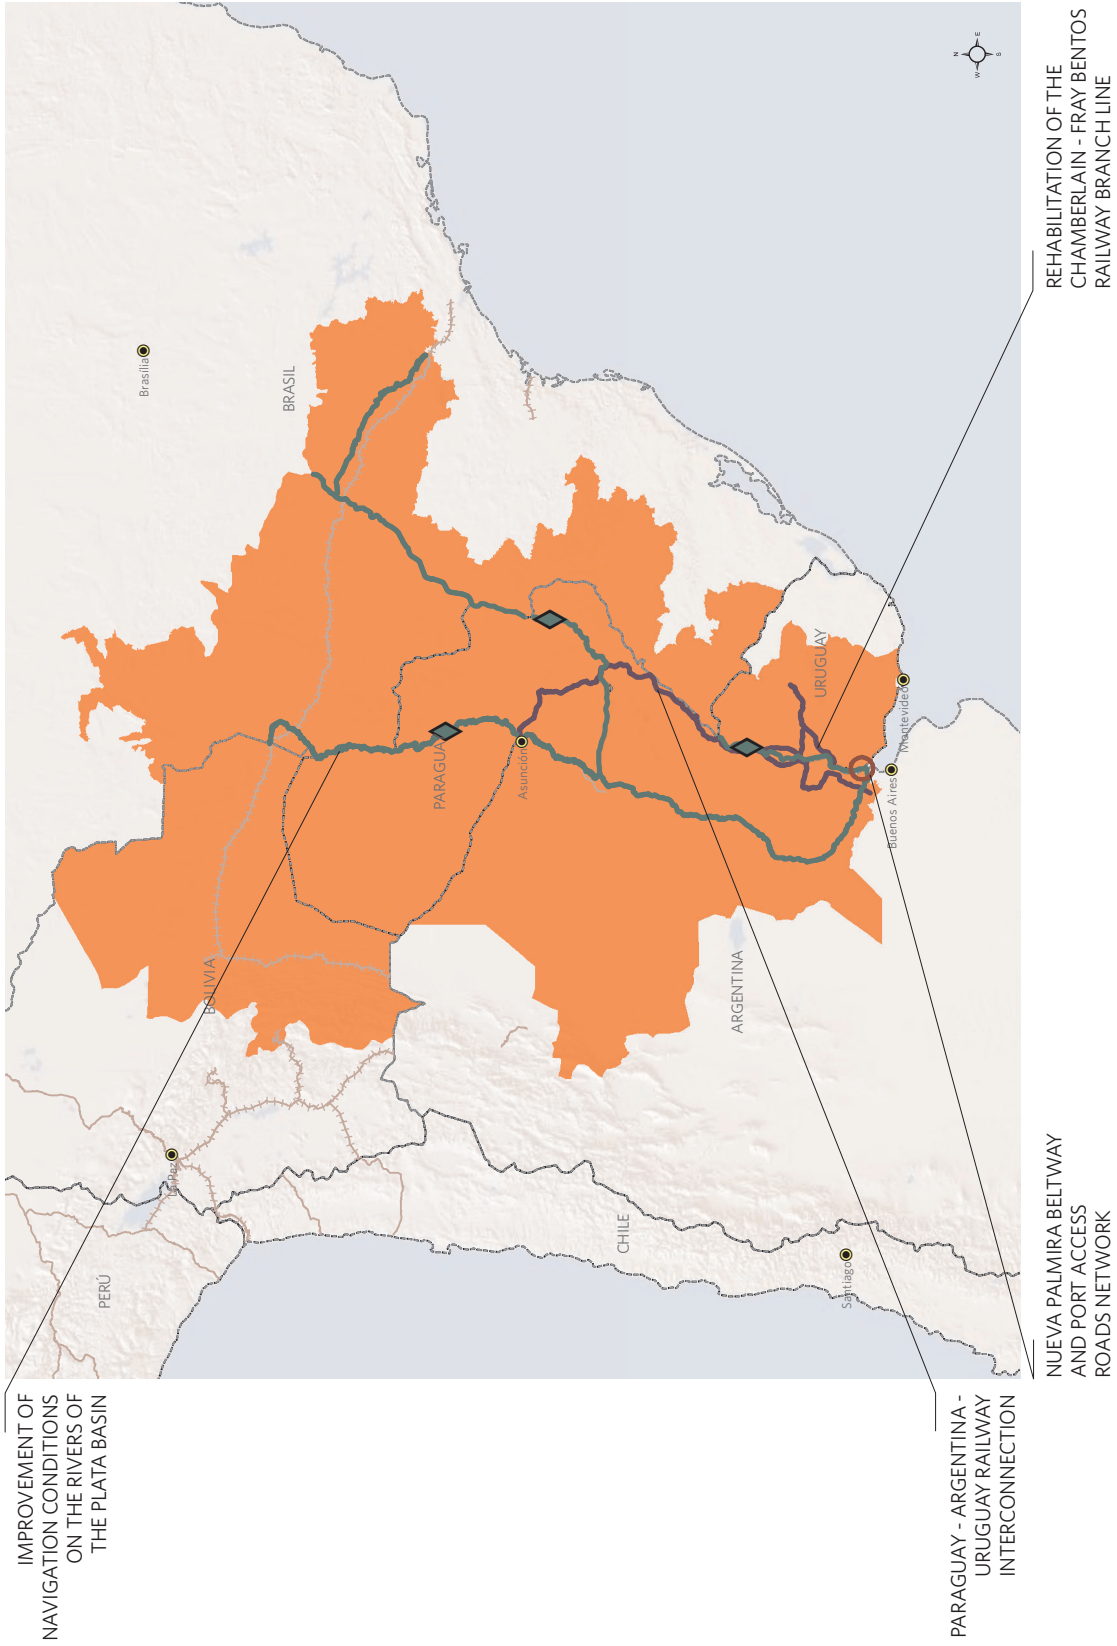 IMPROVEMENT OF
NAVIGATION CONDITIONS
ON THE RIVERS OF
THE PLATA BASIN
PARAGUAY - ARGENTINA -
URUGUAY RAILWAY
INTERCONNECTION
NUEVA PALMIRA BELTWAY
AND PORT ACCESS
ROADS NETWORK
REHABILITATION OF THE
CHAMBERLAIN - FRAY BENTOS
RAILWAY BRANCH LINE
N
E
S
W
Brasília
BRASIL
BOLIVIA
La Paz
PERÚ
PARAGUAY
Asunción
CHILE
Santiago
ARGENTINA
URUGUAY
Buenos Aires
Montevideo